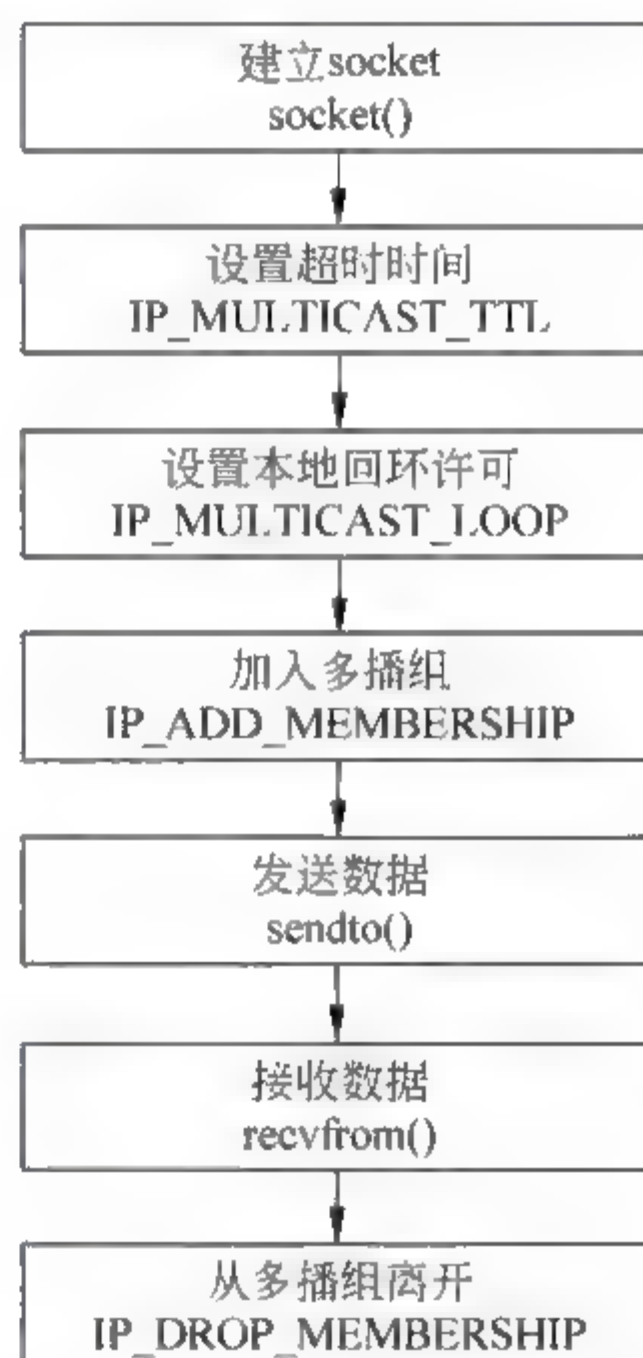 建立socket
socket()
设置超时时间
IP_MULTICAST_TTL
设置本地回环许可
IP_MULTICAST_LOOP
加入多播组
IP_ADD_MEMBERSHIP
发送数据
sendto()
接收数据
recvfrom()
从多播组离开
IP_DROP_MEMBERSHIP